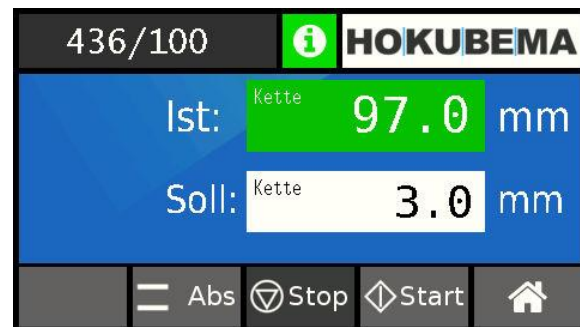 436/100 i HOKUBEMA
Ist: Kette 97.0 mm
Soll: Kette 3.0 mm
Abs Stop Start